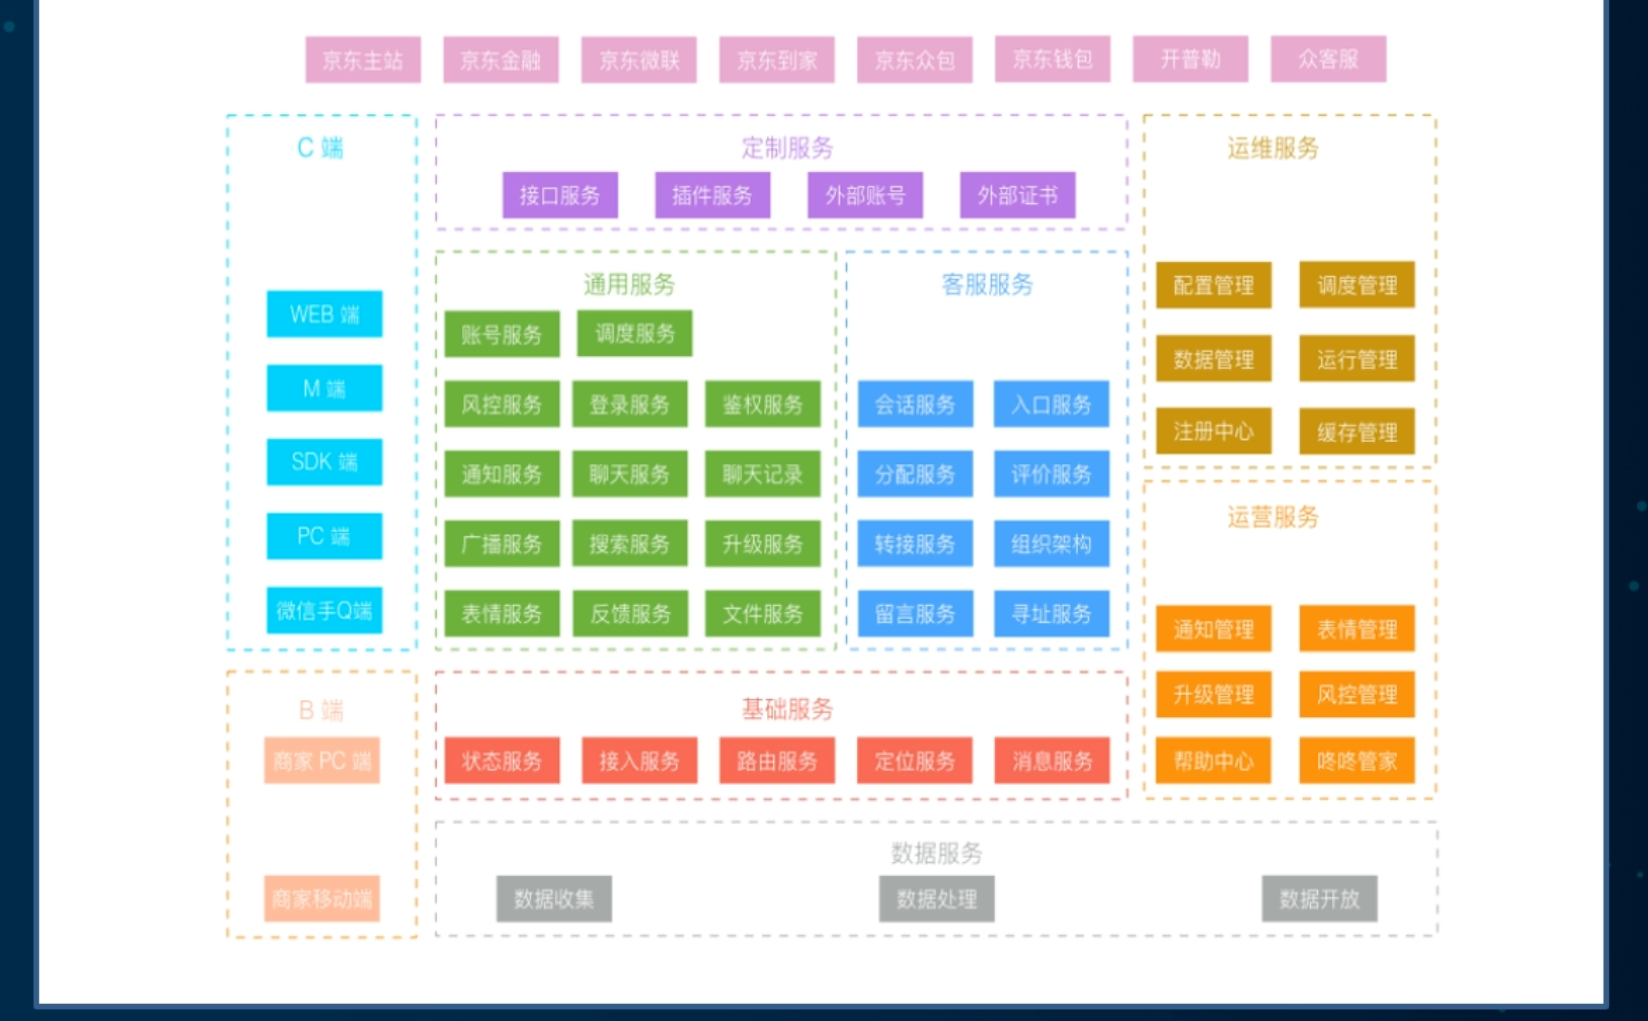 京东主站 京东金融 京东微联 京东到家 京东众包 京东钱包 开普勒 众客服
C 端
WEB 端
M 端
SDK 端
PC 端
微信手Q端
B 端
商家 PC 端
商家移动端
定制服务
接口服务 插件服务 外部账号 外部证书
通用服务
账号服务 调度服务
风控服务 登录服务 鉴权服务
通知服务 聊天服务 聊天记录
广播服务 搜索服务 升级服务
表情服务 反馈服务 文件服务
客服服务
会话服务 入口服务
分配服务 评价服务
转接服务 组织架构
留言服务 寻址服务
基础服务
状态服务 接入服务 路由服务 定位服务 消息服务
运维服务
配置管理 调度管理
数据管理 运行管理
注册中心 缓存管理
运营服务
通知管理 表情管理
升级管理 风控管理
帮助中心 咚咚管家
数据服务
数据收集 数据处理 数据开放